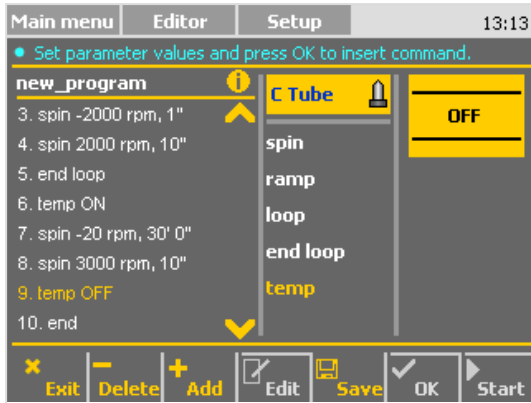 Main menu Editor Setup 13:13
• Set parameter values and press OK to insert command.
new_program i
3. spin -2000 rpm, 1"
4. spin 2000 rpm, 10"
5. end loop
6. temp ON
7. spin -20 rpm, 30' 0"
8. spin 3000 rpm, 10"
9. temp OFF
10. end
C Tube
spin
ramp
loop
end loop
temp
OFF
Exit Delete Add Edit Save OK Start